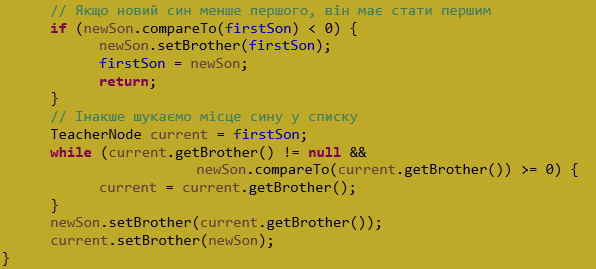 // Якщо новий син менше першого, він має стати першим
if (newSon.compareTo(firstSon) < 0) {
newSon.setBrother(firstSon);
firstSon = newSon;
return;
}
// Інакше шукаємо місце сину у списку
TeacherNode current = firstSon;
while (current.getBrother() != null &&
newSon.compareTo(current.getBrother()) >= 0) {
current = current.getBrother();
}
newSon.setBrother(current.getBrother());
current.setBrother(newSon);
}